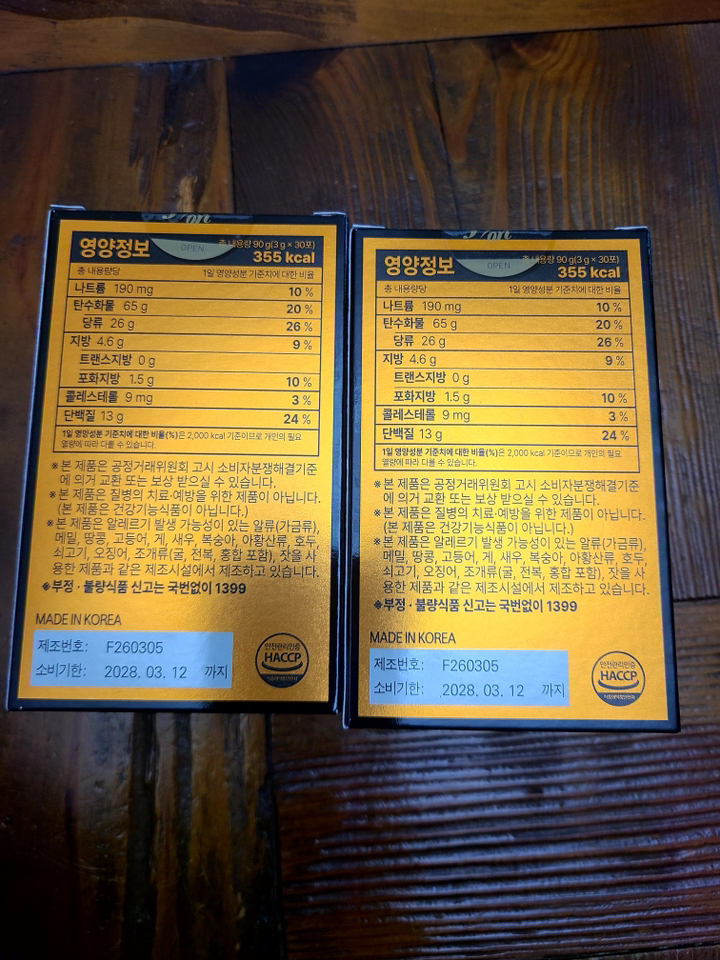 영양정보
OPEN
총 내용량 90 g(3 g × 30포)
355 kcal
총 내용량당 1일 영양성분 기준치에 대한 비율
나트륨 190 mg 10 %
탄수화물 65 g 20 %
당류 26 g 26 %
지방 4.6 g 9 %
트랜스지방 0 g
포화지방 1.5 g 10 %
콜레스테롤 9 mg 3 %
단백질 13 g 24 %
1일 영양성분 기준치에 대한 비율(%)은 2,000 kcal 기준이므로 개인의 필요
열량에 따라 다를 수 있습니다.
※본 제품은 공정거래위원회 고시 소비자분쟁해결기준
에 의거 교환 또는 보상 받으실 수 있습니다.
※본 제품은 질병의 치료·예방을 위한 제품이 아닙니다.
(본 제품은 건강기능식품이 아닙니다.)
※본 제품은 알레르기 발생 가능성이 있는 알류(가금류),
메밀, 땅콩, 고등어, 게, 새우, 복숭아, 아황산류, 호두,
쇠고기, 오징어, 조개류(굴, 전복, 홍합 포함), 잣을 사
용한 제품과 같은 제조시설에서 제조하고 있습니다.
※부정·불량식품 신고는 국번없이 1399
MADE IN KOREA
제조번호: F260305
소비기한: 2028. 03. 12 까지
안전관리인증
HACCP
영양정보
OPEN
총 내용량 90 g(3 g × 30포)
355 kcal
총 내용량당 1일 영양성분 기준치에 대한 비율
나트륨 190 mg 10 %
탄수화물 65 g 20 %
당류 26 g 26 %
지방 4.6 g 9 %
트랜스지방 0 g
포화지방 1.5 g 10 %
콜레스테롤 9 mg 3 %
단백질 13 g 24 %
1일 영양성분 기준치에 대한 비율(%)은 2,000 kcal 기준이므로 개인의 필요
열량에 따라 다를 수 있습니다.
※본 제품은 공정거래위원회 고시 소비자분쟁해결기준
에 의거 교환 또는 보상 받으실 수 있습니다.
※본 제품은 질병의 치료·예방을 위한 제품이 아닙니다.
(본 제품은 건강기능식품이 아닙니다.)
※본 제품은 알레르기 발생 가능성이 있는 알류(가금류),
메밀, 땅콩, 고등어, 게, 새우, 복숭아, 아황산류, 호두,
쇠고기, 오징어, 조개류(굴, 전복, 홍합 포함), 잣을 사
용한 제품과 같은 제조시설에서 제조하고 있습니다.
※부정·불량식품 신고는 국번없이 1399
MADE IN KOREA
제조번호: F260305
소비기한: 2028. 03. 12 까지
안전관리인증
HACCP